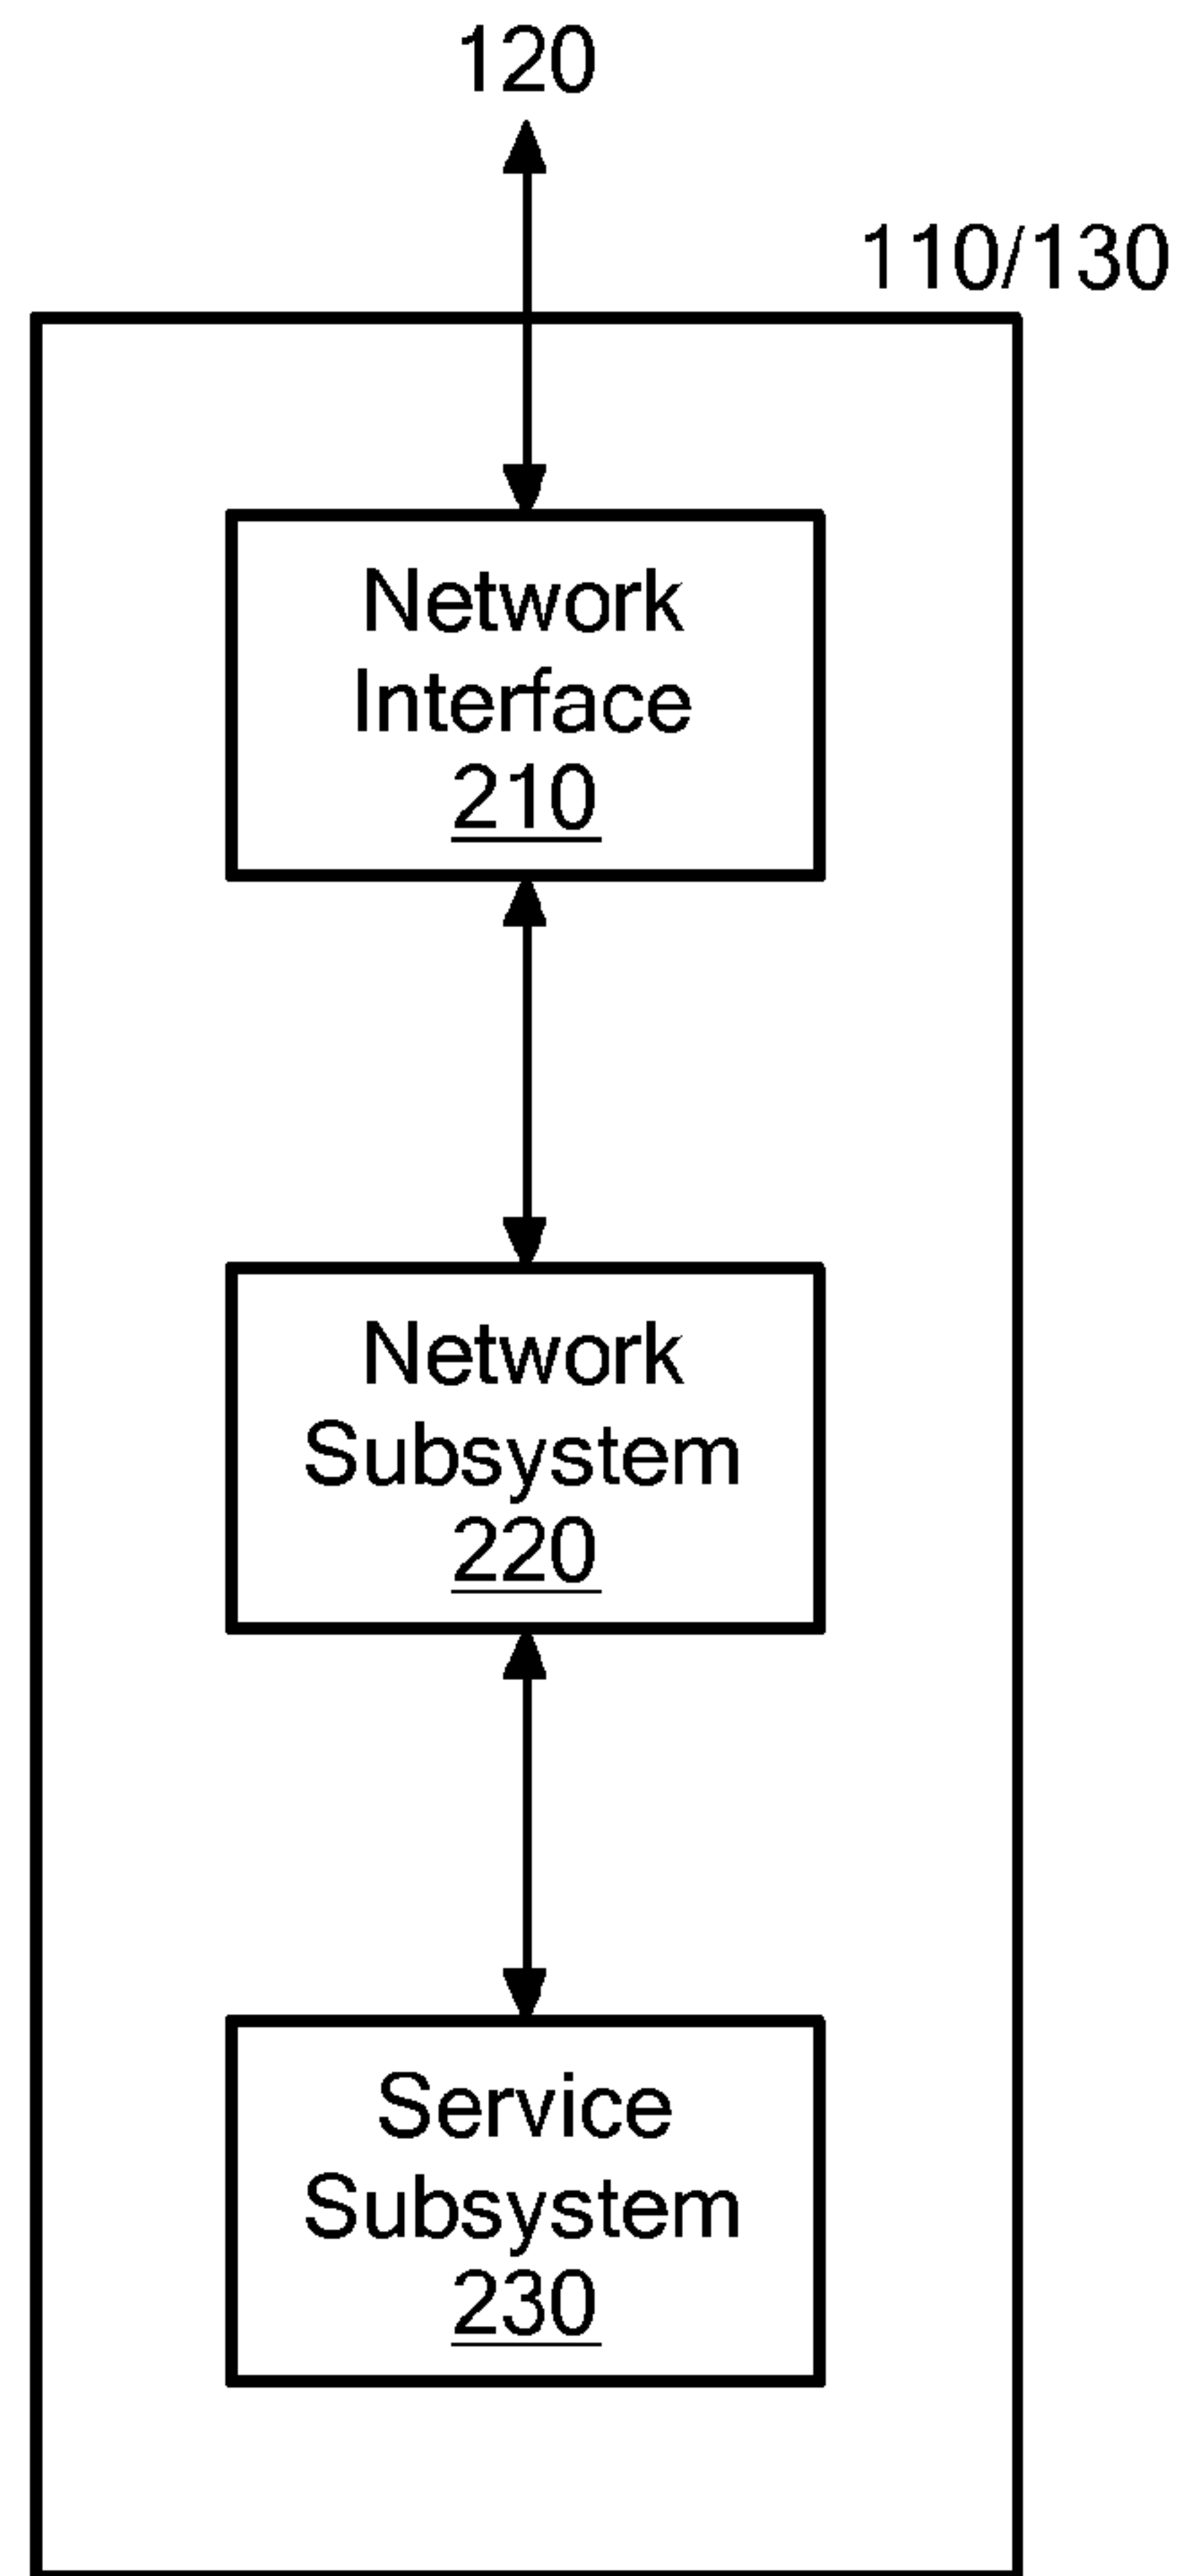 120
110/130
Network
Interface
210
Network
Subsystem
220
Service
Subsystem
230